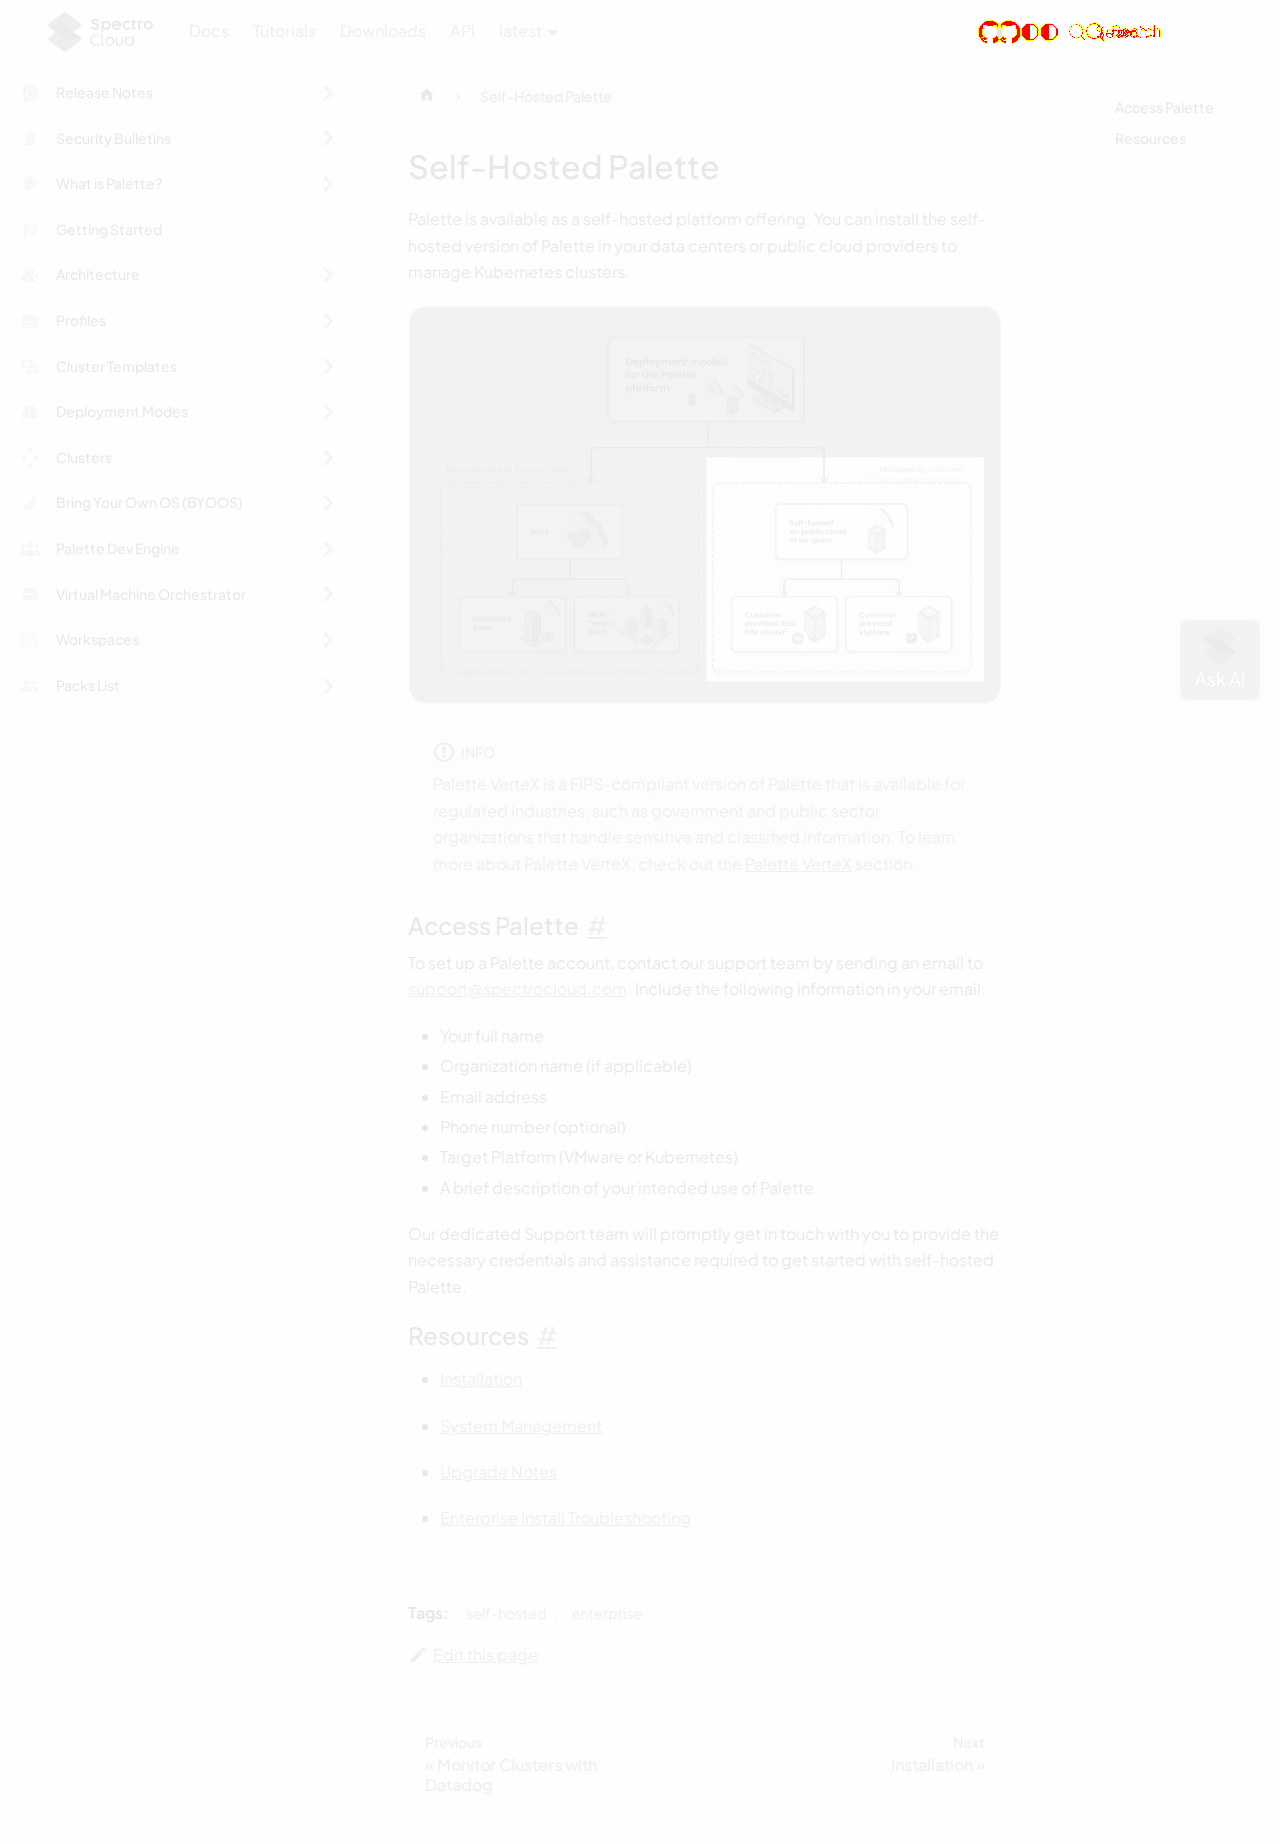 Spectro Cloud
Docs
Tutorials
Downloads
API
latest
Search
Release Notes
Security Bulletins
What is Palette?
Getting Started
Architecture
Profiles
Cluster Templates
Deployment Modes
Clusters
Bring Your Own OS (BYOOS)
Palette Dev Engine
Virtual Machine Orchestrator
Workspaces
Packs List
Self-Hosted Palette
Self-Hosted Palette
Palette is available as a self-hosted platform offering. You can install the self-
hosted version of Palette in your data centers or public cloud providers to
manage Kubernetes clusters.
Deployment models
for the Palette
platform
Managed by customer
SaaS
Self-hosted
on public cloud
or on-prem
Dedicated
SaaS
Multi-
Tenant
SaaS
Customer
provided host
K8s cluster
Customer
provided
vSphere
INFO
Palette VerteX is a FIPS-compliant version of Palette that is available for
regulated industries, such as government and public sector
organizations that handle sensitive and classified information. To learn
more about Palette VerteX, check out the Palette VerteX section.
Access Palette #
To set up a Palette account, contact our support team by sending an email to
support@spectrocloud.com. Include the following information in your email:
Your full name
Organization name (if applicable)
Email address
Phone number (optional)
Target Platform (VMware or Kubernetes)
A brief description of your intended use of Palette
Our dedicated Support team will promptly get in touch with you to provide the
necessary credentials and assistance required to get started with self-hosted
Palette.
Resources #
Installation
System Management
Upgrade Notes
Enterprise Install Troubleshooting
Tags: self-hosted enterprise
Edit this page
Previous
« Monitor Clusters with
Datadog
Next
Installation »
Access Palette
Resources
Ask AI